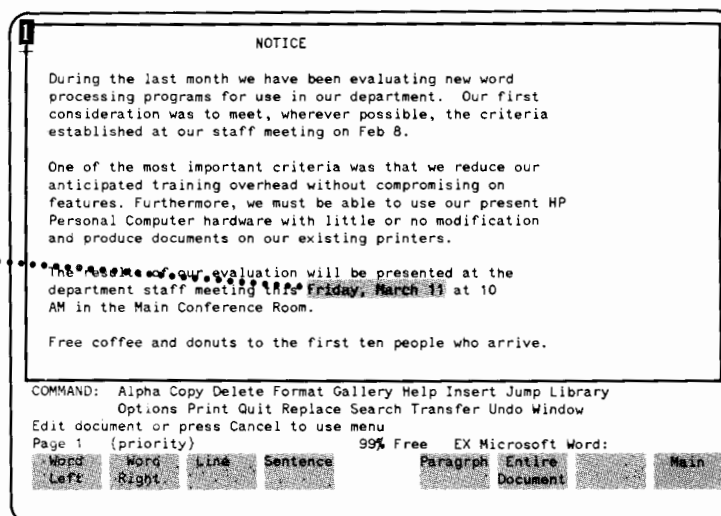 1
NOTICE
During the last month we have been evaluating new word
processing programs for use in our department. Our first
consideration was to meet, wherever possible, the criteria
established at our staff meeting on Feb 8.
One of the most important criteria was that we reduce our
anticipated training overhead without compromising on
features. Furthermore, we must be able to use our present HP
Personal Computer hardware with little or no modification
and produce documents on our existing printers.
The results of our evaluation will be presented at the
department staff meeting this Friday, March 11 at 10
AM in the Main Conference Room.
Free coffee and donuts to the first ten people who arrive.
COMMAND: Alpha Copy Delete Format Gallery Help Insert Jump Library
Options Print Quit Replace Search Transfer Undo Window
Edit document or press Cancel to use menu
Page 1 (priority) 99% Free EX Microsoft Word:
Word Word Line Sentence Paragrph Entire Main
Left Right Document